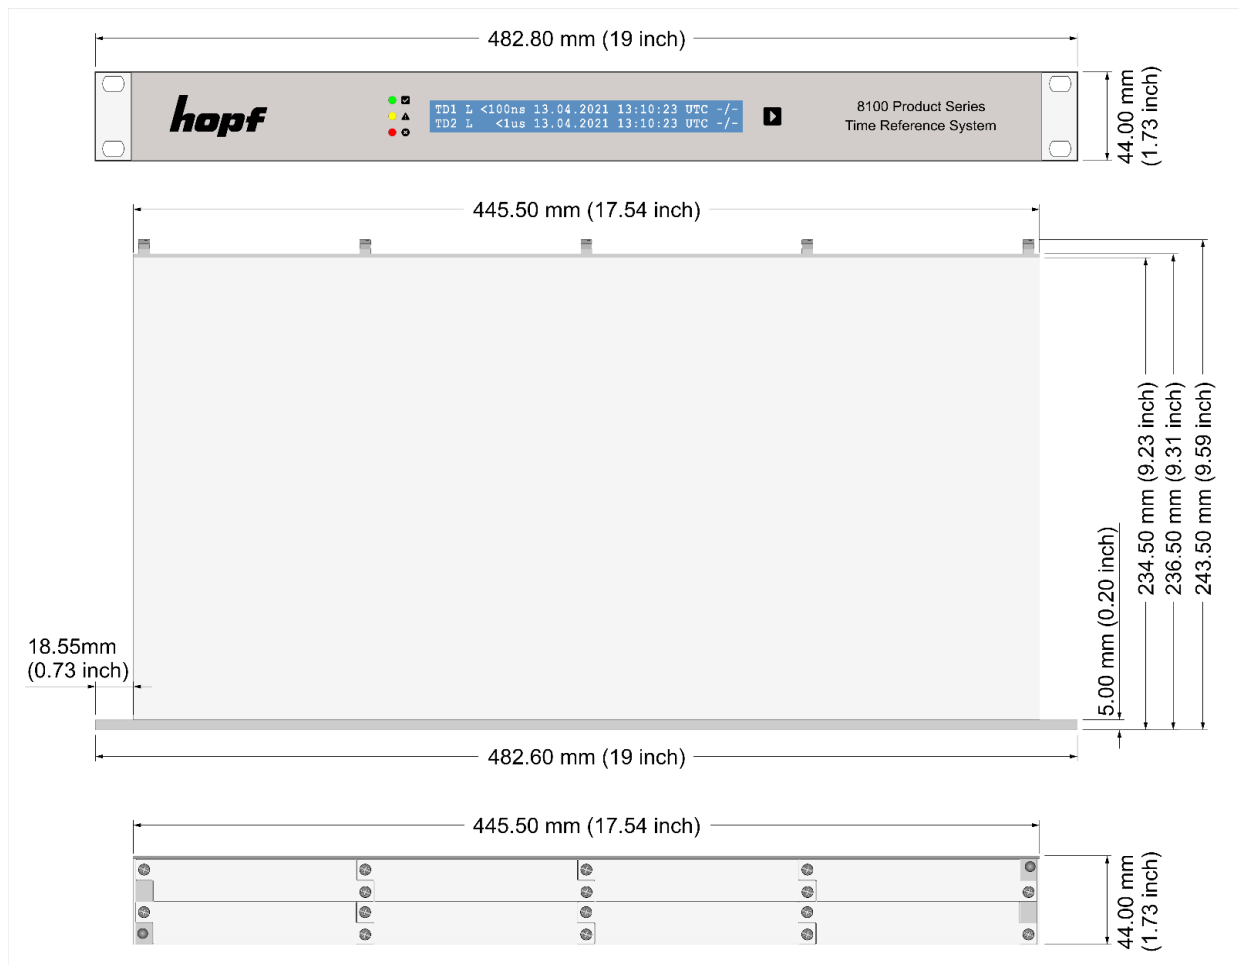 482.80 mm (19 inch)
hopf
TD1 L <100ns 13.04.2021 13:10:23 UTC -/-
TD2 L <1us 13.04.2021 13:10:23 UTC -/-
8100 Product Series
Time Reference System
44.00 mm
(1.73 inch)
445.50 mm (17.54 inch)
234.50 mm (9.23 inch)
236.50 mm (9.31 inch)
243.50 mm (9.59 inch)
5.00 mm (0.20 inch)
18.55mm
(0.73 inch)
482.60 mm (19 inch)
445.50 mm (17.54 inch)
44.00 mm
(1.73 inch)